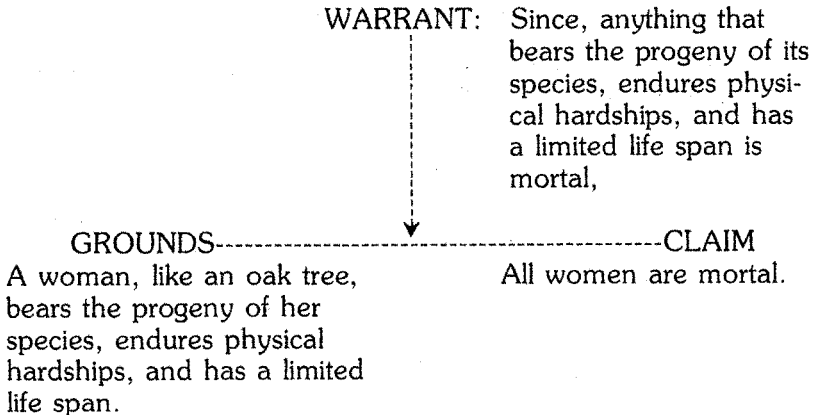 WARRANT: Since, anything that
bears the progeny of its
species, endures physi-
cal hardships, and has
a limited life span is
mortal,
GROUNDS-----------------------------------------CLAIM
A woman, like an oak tree,
bears the progeny of her
species, endures physical
hardships, and has a limited
life span.
All women are mortal.